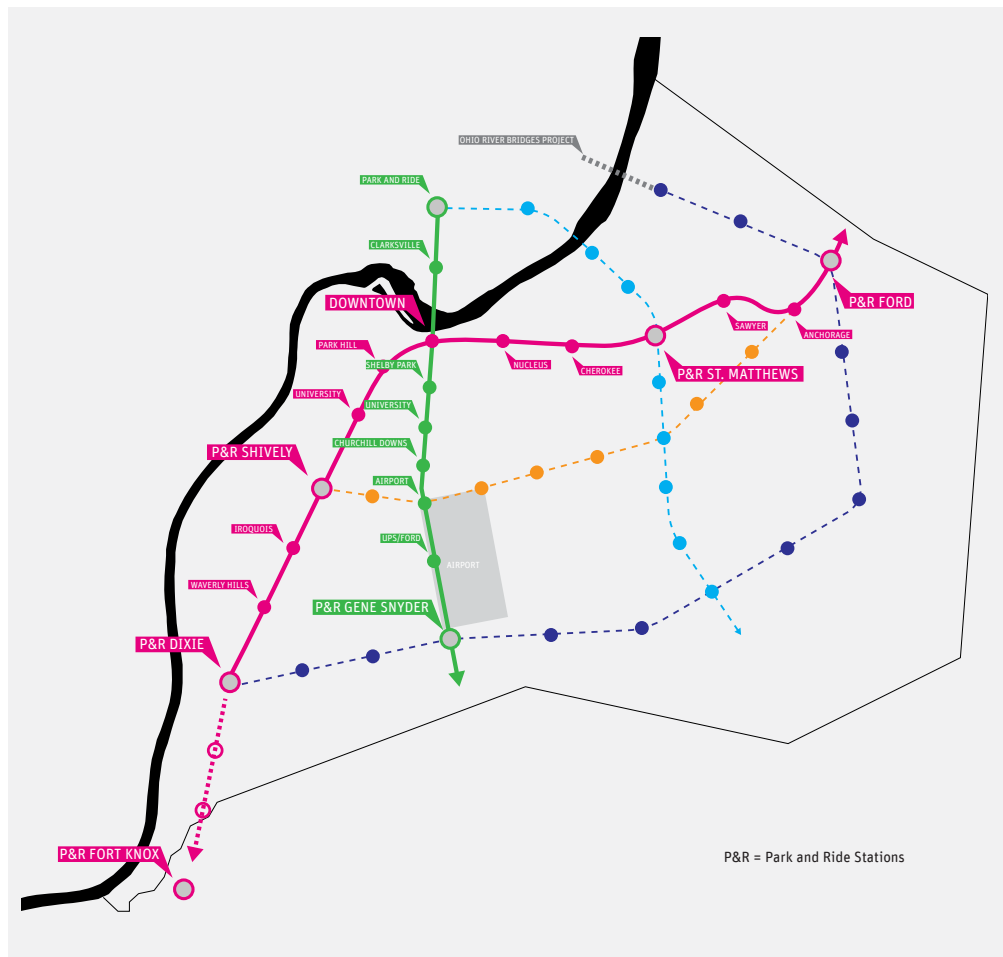 OHIO RIVER BRIDGES PROJECT
PARK AND RIDE
CLARKSVILLE
DOWNTOWN
P&R FORD
SAWYER
ANCHORAGE
PARK HILL
SHELBY PARK
NUCLEUS
CHEROKEE
P&R ST. MATTHEWS
UNIVERSITY
UNIVERSITY
CHURCHILL DOWNS
P&R SHIVELY
AIRPORT
IROQUOIS
UPS/FORD
AIRPORT
WAVERLY HILLS
P&R GENE SNYDER
P&R DIXIE
P&R FORT KNOX
P&R = Park and Ride Stations